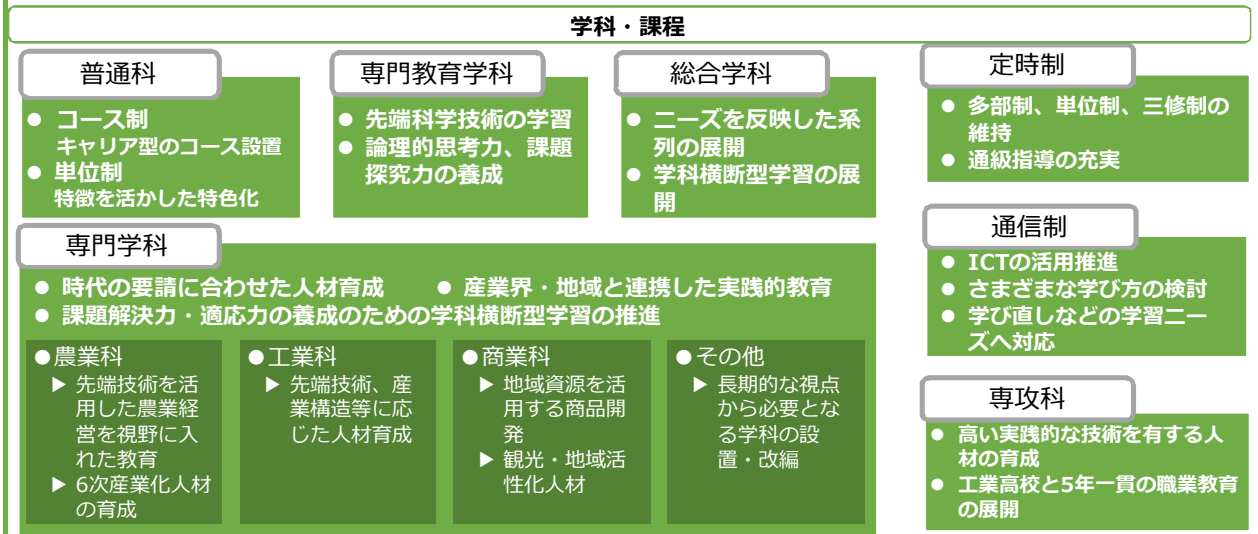 学科・課程
普通科
● コース制
キャリア型のコース設置
● 単位制
特徴を活かした特色化
専門教育学科
● 先端科学技術の学習
● 論理的思考力、課題
探究力の養成
総合学科
● ニーズを反映した系
列の展開
● 学科横断型学習の展
開
定時制
● 多部制、単位制、三修制の
維持
● 通級指導の充実
専門学科
● 時代の要請に合わせた人材育成 ● 産業界・地域と連携した実践的教育
● 課題解決力・適応力の養成のための学科横断型学習の推進
●農業科
▶ 先端技術を活
用した農業経
営を視野に入
れた教育
▶ 6次産業化人材
の育成
●工業科
▶ 先端技術、産
業構造等に応
じた人材育成
●商業科
▶ 地域資源を活
用する商品開
発
▶ 観光・地域活
性化人材
●その他
▶ 長期的な視点
から必要とな
る学科の設
置・改編
通信制
● ICTの活用推進
● さまざまな学び方の検討
● 学び直しなどの学習ニー
ズへ対応
専攻科
● 高い実践的な技術を有する人
材の育成
● 工業高校と5年一貫の職業教育
の展開